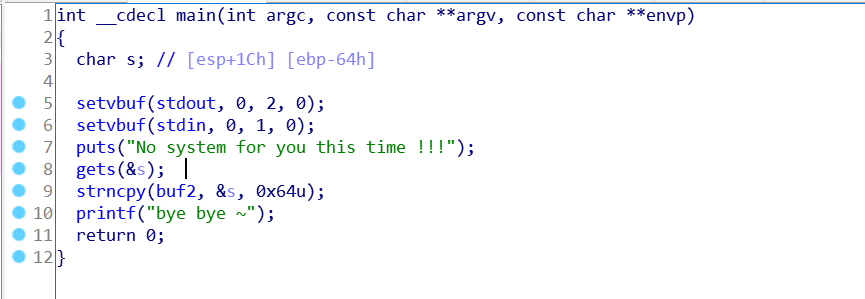 1 int __cdecl main(int argc, const char **argv, const char **envp)
2 {
3   char s; // [esp+1Ch] [ebp-64h]
4
5   setvbuf(stdout, 0, 2, 0);
6   setvbuf(stdin, 0, 1, 0);
7   puts("No system for you this time !!!");
8   gets(&s);
9   strncpy(buf2, &s, 0x64u);
10   printf("bye bye ~");
11   return 0;
12 }